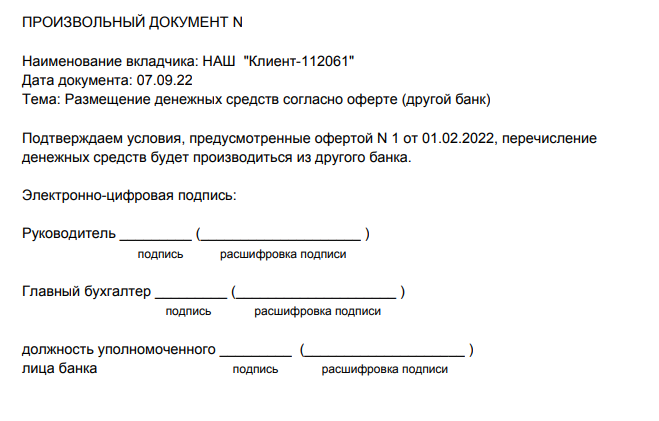 ПРОИЗВОЛЬНЫЙ ДОКУМЕНТ N
Наименование вкладчика: НАШ "Клиент-112061"
Дата документа: 07.09.22
Тема: Размещение денежных средств согласно оферте (другой банк)
Подтверждаем условия, предусмотренные офертой N 1 от 01.02.2022, перечисление
денежных средств будет производиться из другого банка.
Электронно-цифровая подпись:
Руководитель _________ (____________________ )
подпись расшифровка подписи
Главный бухгалтер _________ (____________________ )
подпись расшифровка подписи
должность уполномоченного _________ (____________________ )
лица банка подпись расшифровка подписи